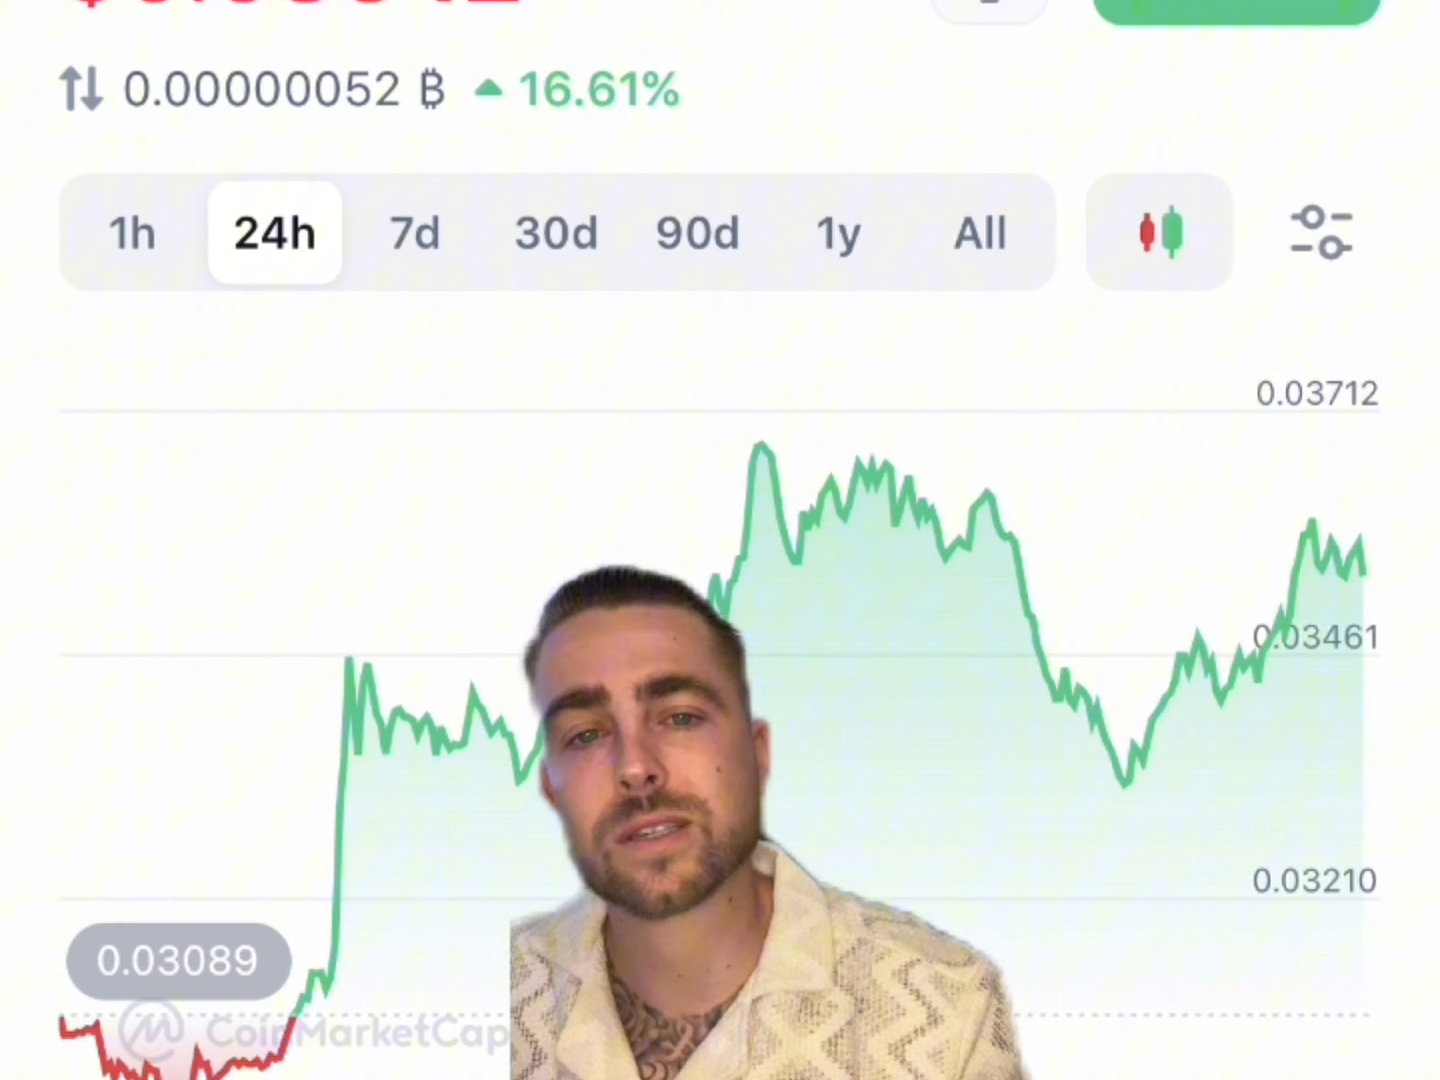 0.00000052 ₿ 16.61%
1h 24h 7d 30d 90d 1y All
0.03712
0.03461
0.03210
0.03089
CoinMarketCap